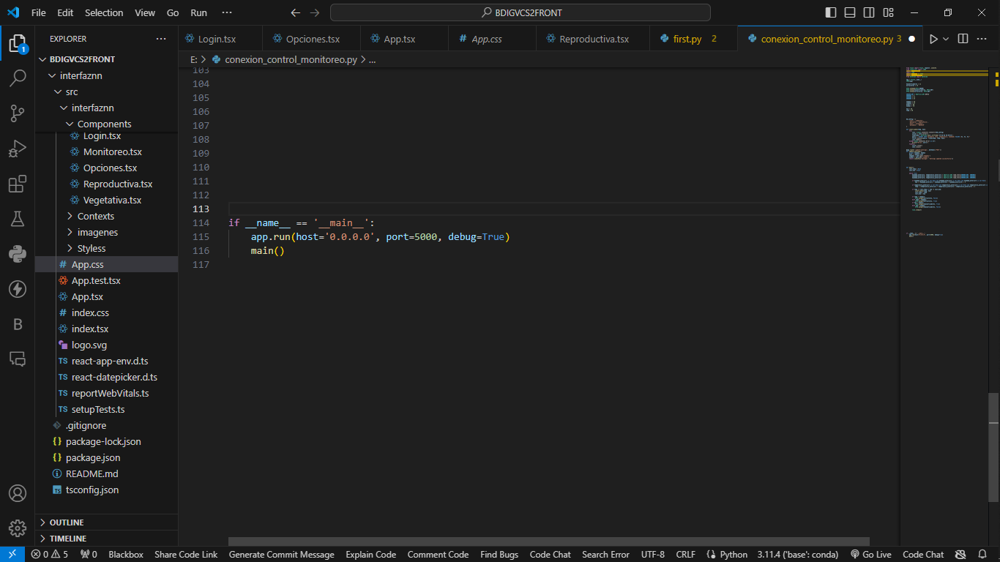 File Edit Selection View Go Run ···
BDIGVCS2FRONT
EXPLORER
Login.tsx Opciones.tsx App.tsx # App.css Reproductiva.tsx first.py 2 conexion_control_monitoreo.py 3
E: > conexion_control_monitoreo.py > ...
1
BDIGVCS2FRONT
interfaznn
src
interfaznn
Components
Login.tsx
Monitoreo.tsx
Opciones.tsx
Reproductiva.tsx
Vegetativa.tsx
Contexts
imagenes
Styless
# App.css
App.test.tsx
App.tsx
# index.css
index.tsx
logo.svg
TS react-app-env.d.ts
TS react-datepicker.d.ts
TS reportWebVitals.ts
TS setupTests.ts
.gitignore
{} package-lock.json
{} package.json
README.md
TS tsconfig.json
OUTLINE
TIMELINE
103
104
105
106
107
108
109
110
111
112
113
114 if __name__ == '__main__':
115 app.run(host='0.0.0.0', port=5000, debug=True)
116 main()
117
0 5 0 Blackbox Share Code Link Generate Commit Message Explain Code Comment Code Find Bugs Code Chat Search Error UTF-8 CRLF Python 3.11.4 ('base': conda) Go Live Code Chat